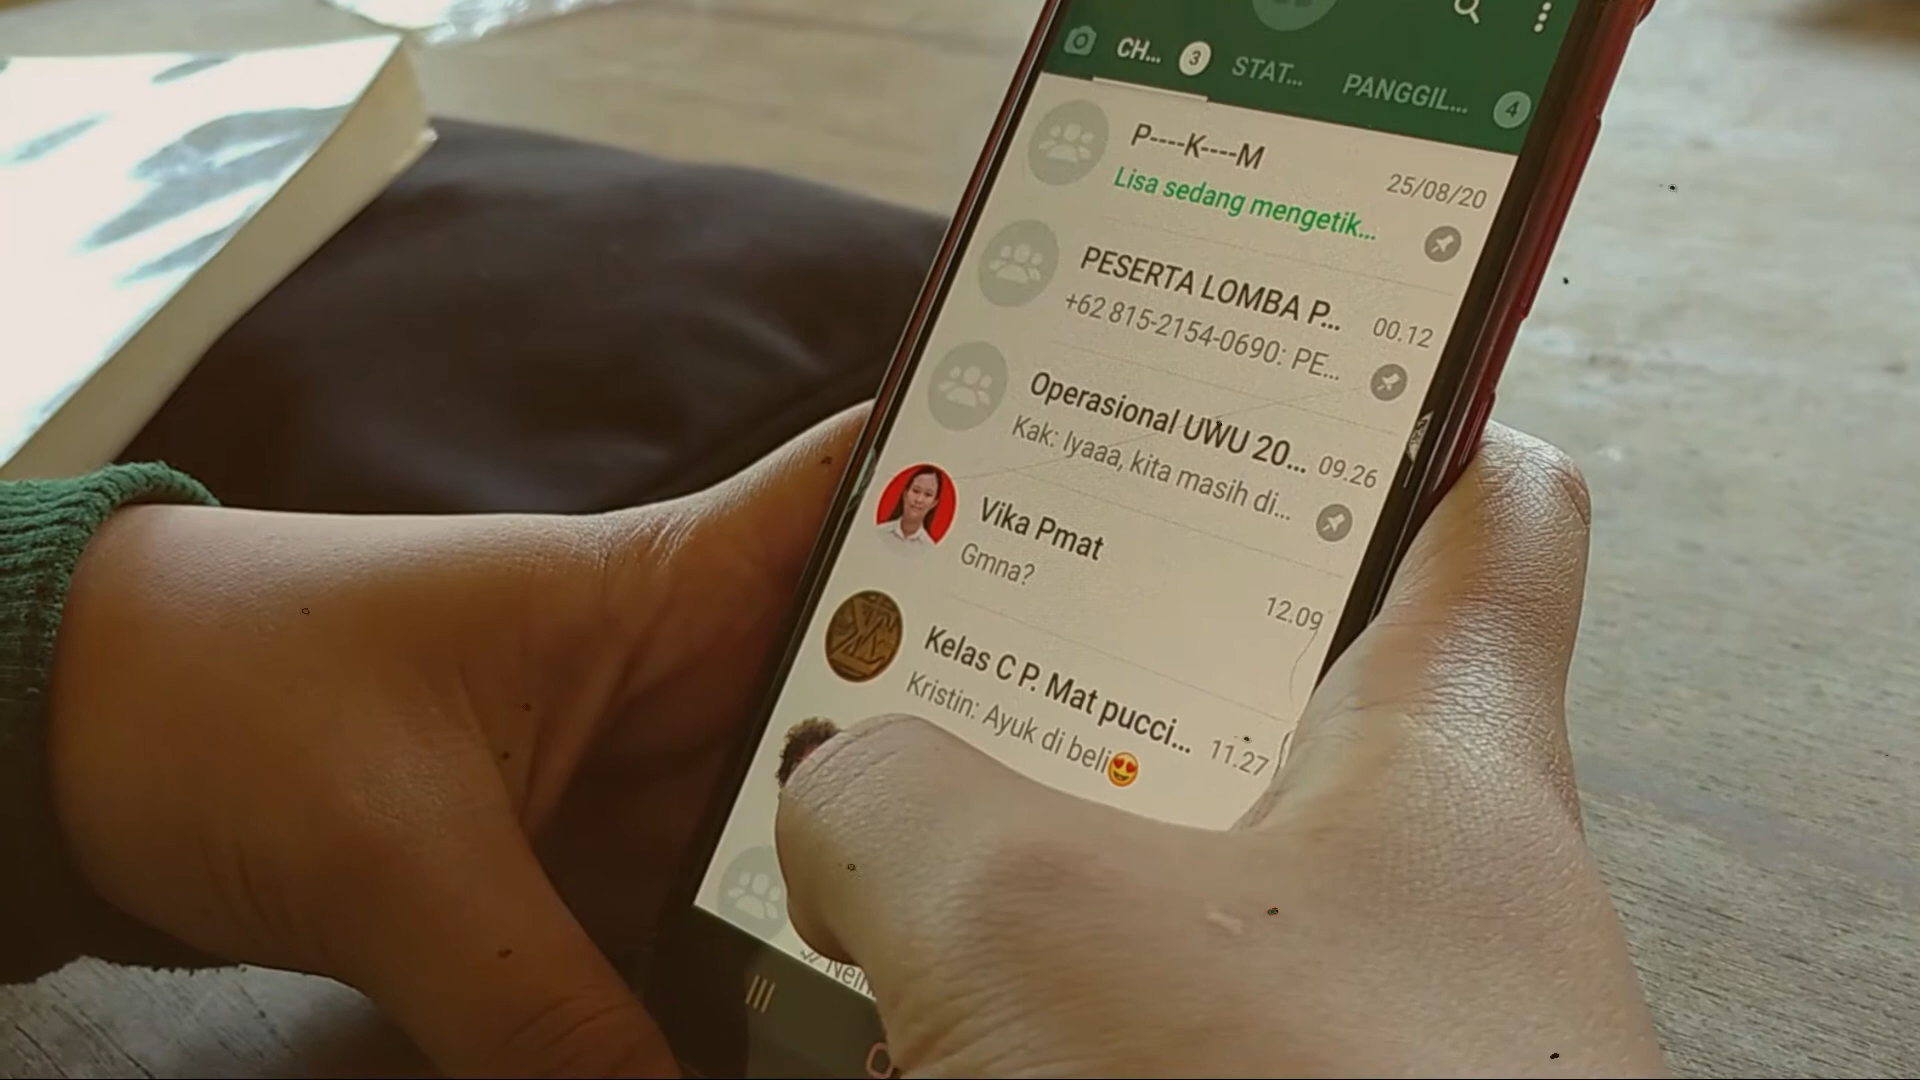 CH... 3 STAT... PANGGIL... 4
P----K----M 25/08/20
Lisa sedang mengetik...
PESERTA LOMBA P... 00.12
+62 815-2154-0690: PE...
Operasional UWU 20... 09.26
Kak: Iyaaa, kita masih di...
Vika Pmat
Gmna? 12.09
Kelas C P. Mat pucci... 11.27
Kristin: Ayuk di beli😍